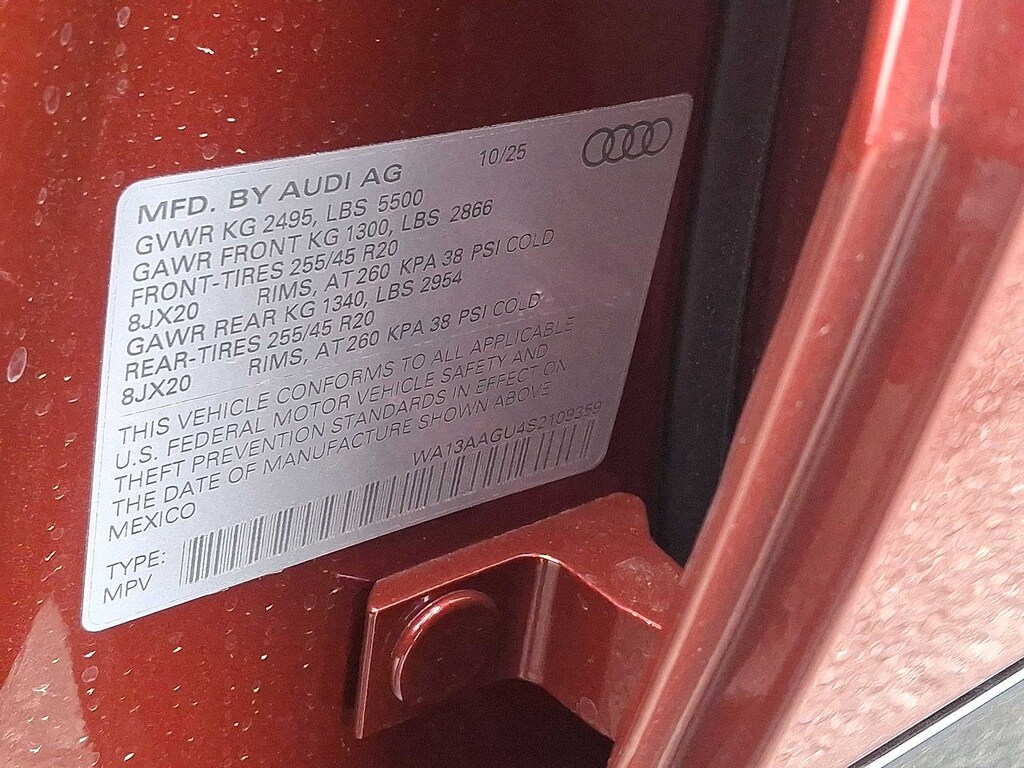 MFD. BY AUDI AG 10/25
GVWR KG 2495, LBS 5500
GAWR FRONT KG 1300, LBS 2866
FRONT-TIRES 255/45 R20
8JX20 RIMS, AT 260 KPA 38 PSI COLD
GAWR REAR KG 1340, LBS 2954
REAR-TIRES 255/45 R20
8JX20 RIMS, AT 260 KPA 38 PSI COLD
THIS VEHICLE CONFORMS TO ALL APPLICABLE
U.S. FEDERAL MOTOR VEHICLE SAFETY AND
THEFT PREVENTION STANDARDS IN EFFECT ON
THE DATE OF MANUFACTURE SHOWN ABOVE
MEXICO WA13AAGU4S2109359
TYPE:
MPV